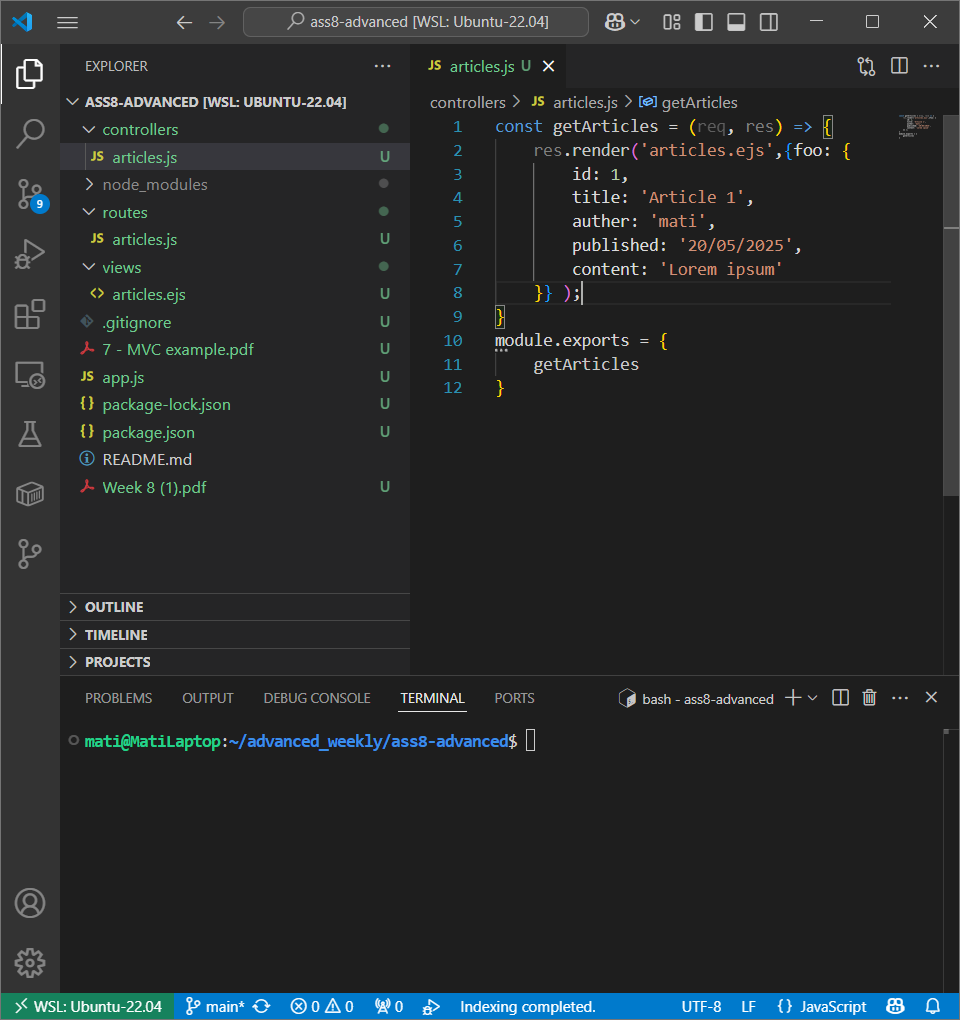 ass8-advanced [WSL: Ubuntu-22.04]
EXPLORER
ASS8-ADVANCED [WSL: UBUNTU-22.04]
controllers
JS articles.js U
node_modules
routes
JS articles.js U
views
<> articles.ejs U
.gitignore U
7 - MVC example.pdf U
JS app.js U
{} package-lock.json U
{} package.json U
README.md
Week 8 (1).pdf U
OUTLINE
TIMELINE
PROJECTS
9
JS articles.js U
controllers > JS articles.js > getArticles
1 const getArticles = (req, res) => {
2 res.render('articles.ejs',{foo: {
3 id: 1,
4 title: 'Article 1',
5 auther: 'mati',
6 published: '20/05/2025',
7 content: 'Lorem ipsum'
8 }} );
9 }
10 module.exports = {
11 getArticles
12 }
PROBLEMS OUTPUT DEBUG CONSOLE TERMINAL PORTS bash - ass8-advanced
mati@MatiLaptop:~/advanced_weekly/ass8-advanced$
WSL: Ubuntu-22.04 main* 0 0 0 Indexing completed. UTF-8 LF {} JavaScript